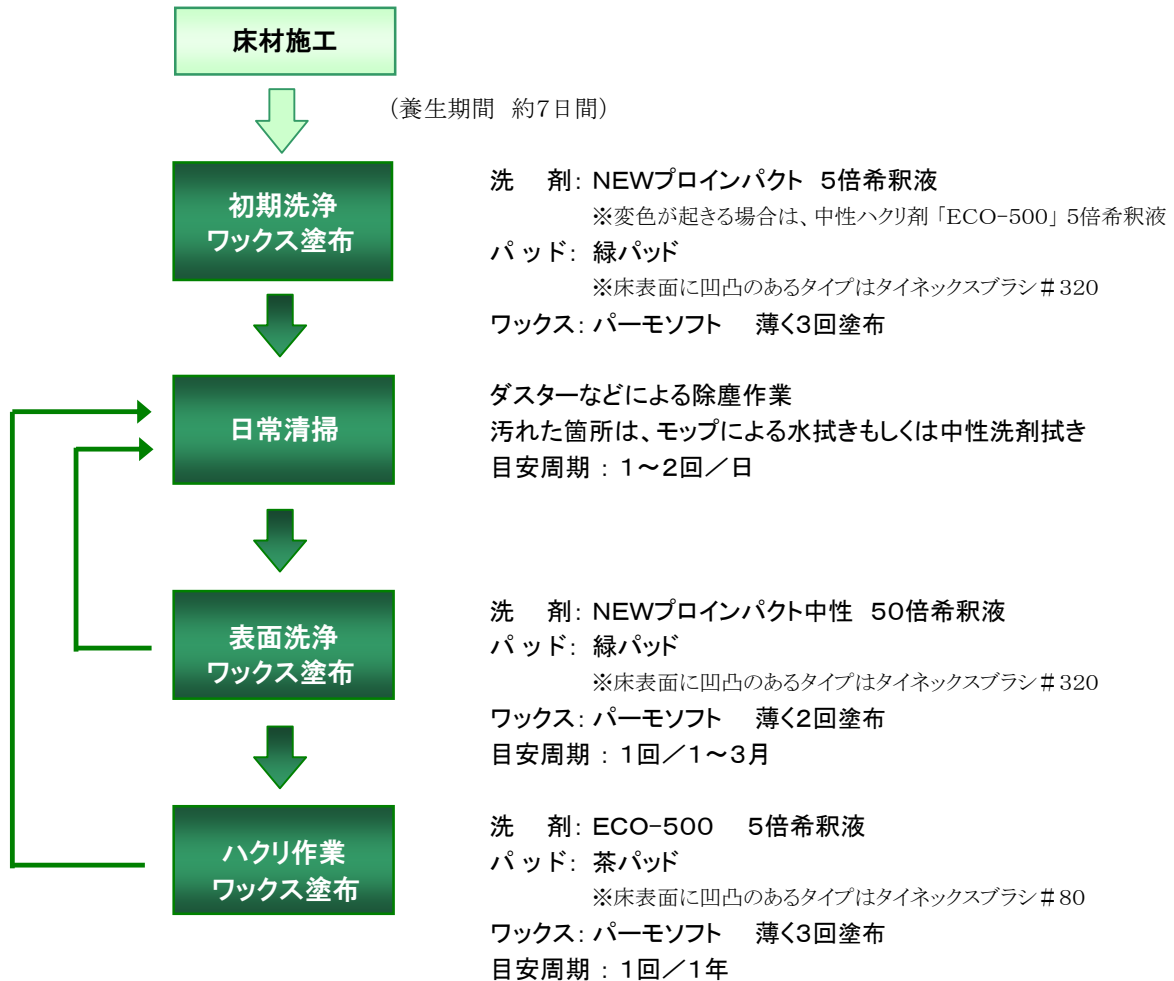 床材施工
(養生期間 約7日間)
初期洗浄
ワックス塗布
洗 剤: NEWプロインパクト 5倍希釈液
※変色が起きる場合は、中性ハクリ剤「ECO-500」5倍希釈液
パッド: 緑パッド
※床表面に凹凸のあるタイプはタイネックスブラシ#320
ワックス: パーモソフト 薄く3回塗布
日常清掃
ダスターなどによる除塵作業
汚れた箇所は、モップによる水拭きもしくは中性洗剤拭き
目安周期 : 1~2回/日
表面洗浄
ワックス塗布
洗 剤: NEWプロインパクト中性 50倍希釈液
パッド: 緑パッド
※床表面に凹凸のあるタイプはタイネックスブラシ#320
ワックス: パーモソフト 薄く2回塗布
目安周期 : 1回/1~3月
ハクリ作業
ワックス塗布
洗 剤: ECO-500 5倍希釈液
パッド: 茶パッド
※床表面に凹凸のあるタイプはタイネックスブラシ#80
ワックス: パーモソフト 薄く3回塗布
目安周期 : 1回/1年